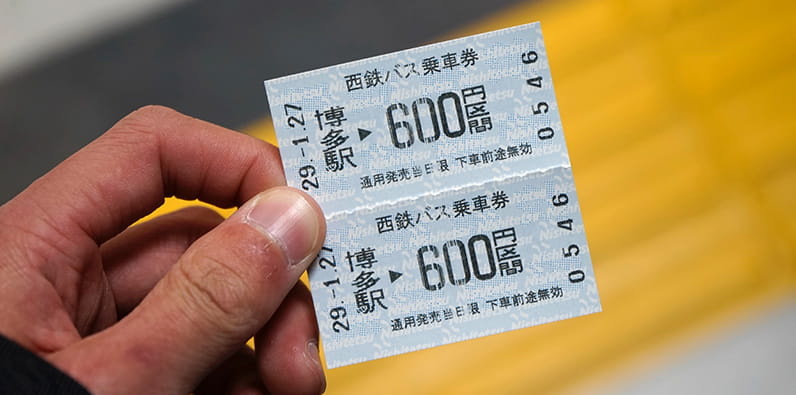 西鉄バス乗車券
29.-1.27
博多駅▶600円区間
0546
通用発売当日限 下車前途無効
西鉄バス乗車券
29.-1.27
博多駅▶600円区間
0546
通用発売当日限 下車前途無効
Nishitetsu